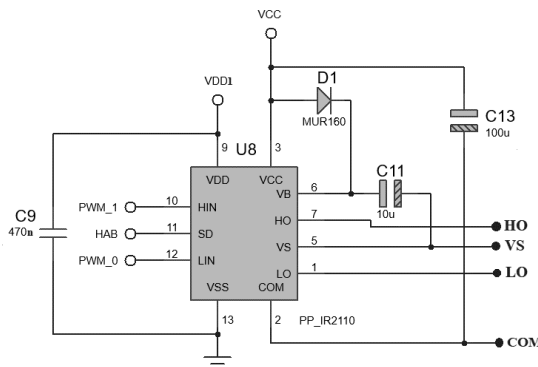 VCC
VDD1
D1
MUR160
C13
100u
9
U8
3
VDD
VCC
VB
6
C11
10u
PWM_1
10
HIN
HO
7
HO
C9
470n
HAB
11
SD
VS
5
VS
PWM_0
12
LIN
LO
1
LO
VSS
COM
13
2
PP_IR2110
COM